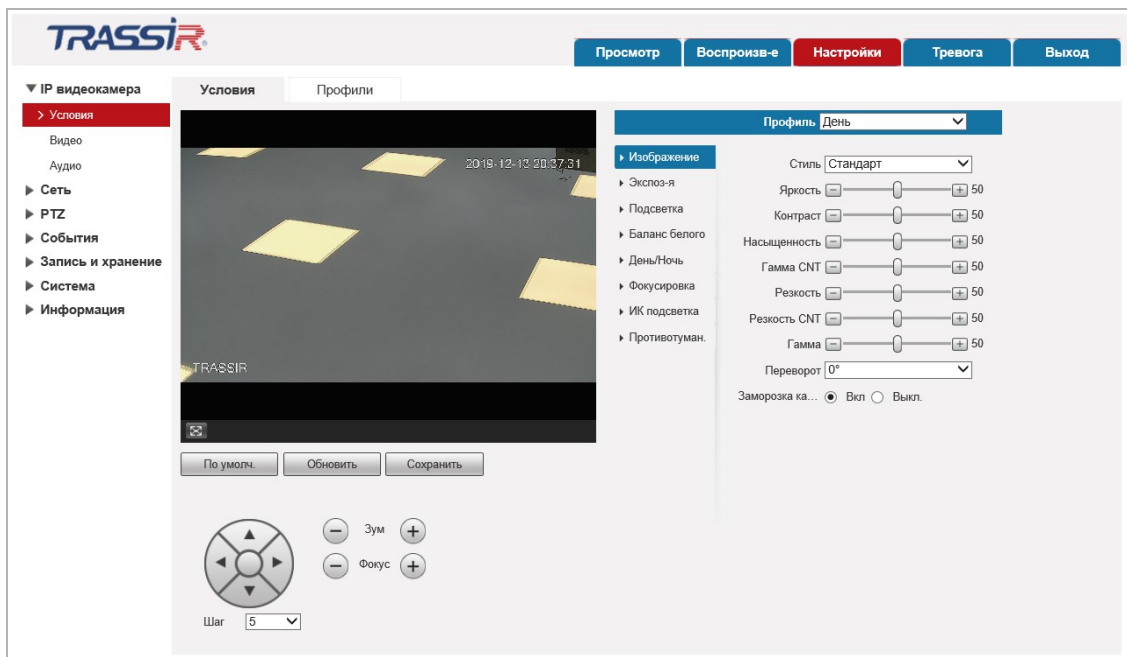 TRASSIR
Просмотр
Воспроизв-е
Настройки
Тревога
Выход
IP видеокамера
Условия
Видео
Аудио
Сеть
PTZ
События
Запись и хранение
Система
Информация
Условия
Профили
2019-12-13 20:37:31
TRASSIR
По умолч.
Обновить
Сохранить
Зум
Фокус
Шаг 5
Профиль День
Изображение
Экспоз-я
Подсветка
Баланс белого
День/Ночь
Фокусировка
ИК подсветка
Противотуман.
Стиль Стандарт
Яркость 50
Контраст 50
Насыщенность 50
Гамма CNT 50
Резкость 50
Резкость CNT 50
Гамма 50
Переворот 0°
Заморозка ка... Вкл Выкл.